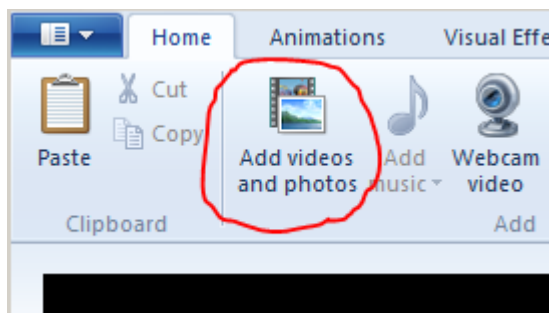 Home Animations Visual Effe
Cut
Copy
Paste
Add videos
and photos
Add
music
Webcam
video
Clipboard
Add